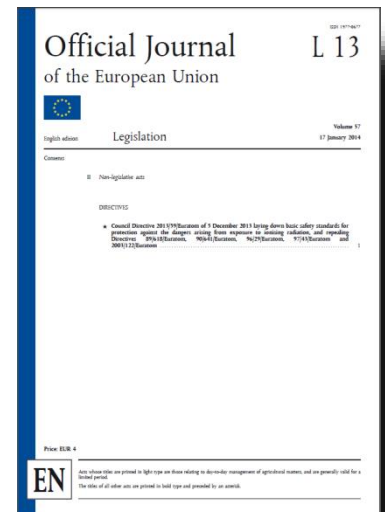 ISSN 1977-0677
Official Journal
L 13
of the European Union
Volume 57
English edition
Legislation
17 January 2014
Contents
II Non-legislative acts
DIRECTIVES
★ Council Directive 2013/59/Euratom of 5 December 2013 laying down basic safety standards for
protection against the dangers arising from exposure to ionising radiation, and repealing
Directives 89/618/Euratom, 90/641/Euratom, 96/29/Euratom, 97/43/Euratom and
2003/122/Euratom 1
Price: EUR 4
EN
Acts whose titles are printed in light type are those relating to day-to-day management of agricultural matters, and are generally valid for a
limited period.
The titles of all other acts are printed in bold type and preceded by an asterisk.